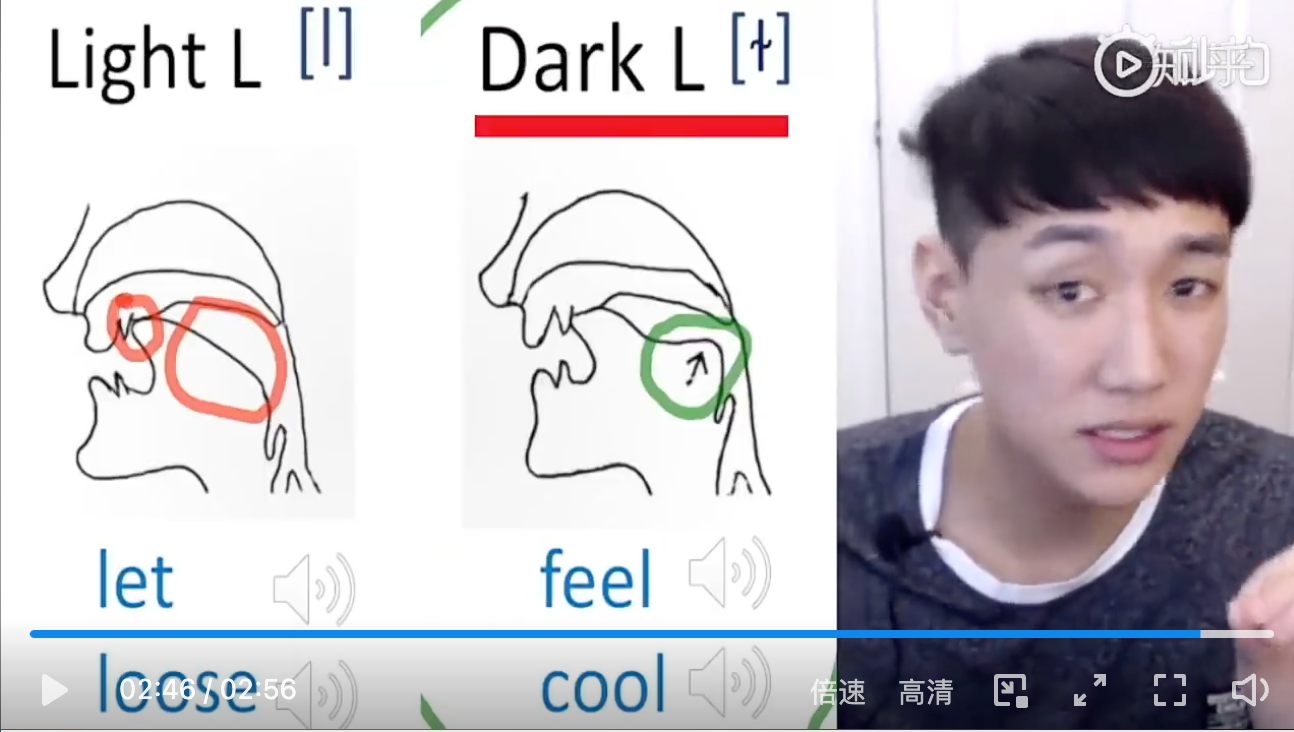 Light L [l]
Dark L [ɫ]
知乎
let
feel
loose
cool
02:46 / 02:56
倍速
高清